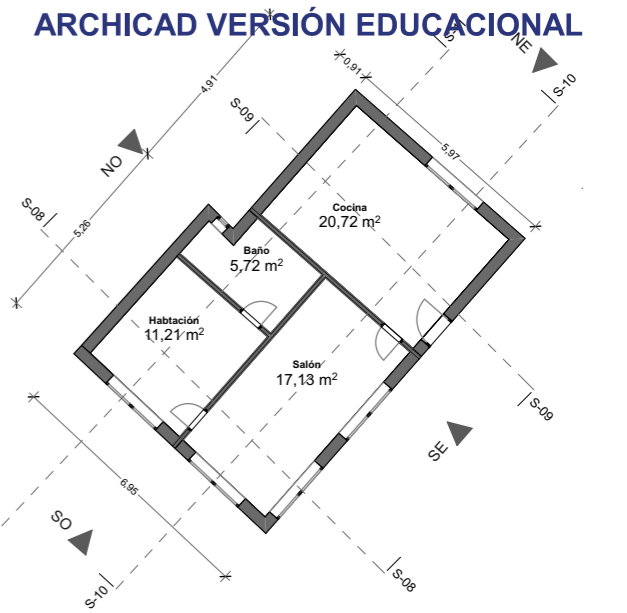 ARCHICAD VERSIÓN EDUCACIONAL
NE
S-10
0,91
4,91
S-09
5,97
NO
S-08
5,26
Cocina
20,72 m²
Baño
5,72 m²
Habtación
11,21 m²
Salón
17,13 m²
S-09
SE
6,95
SO
S-08
S-10